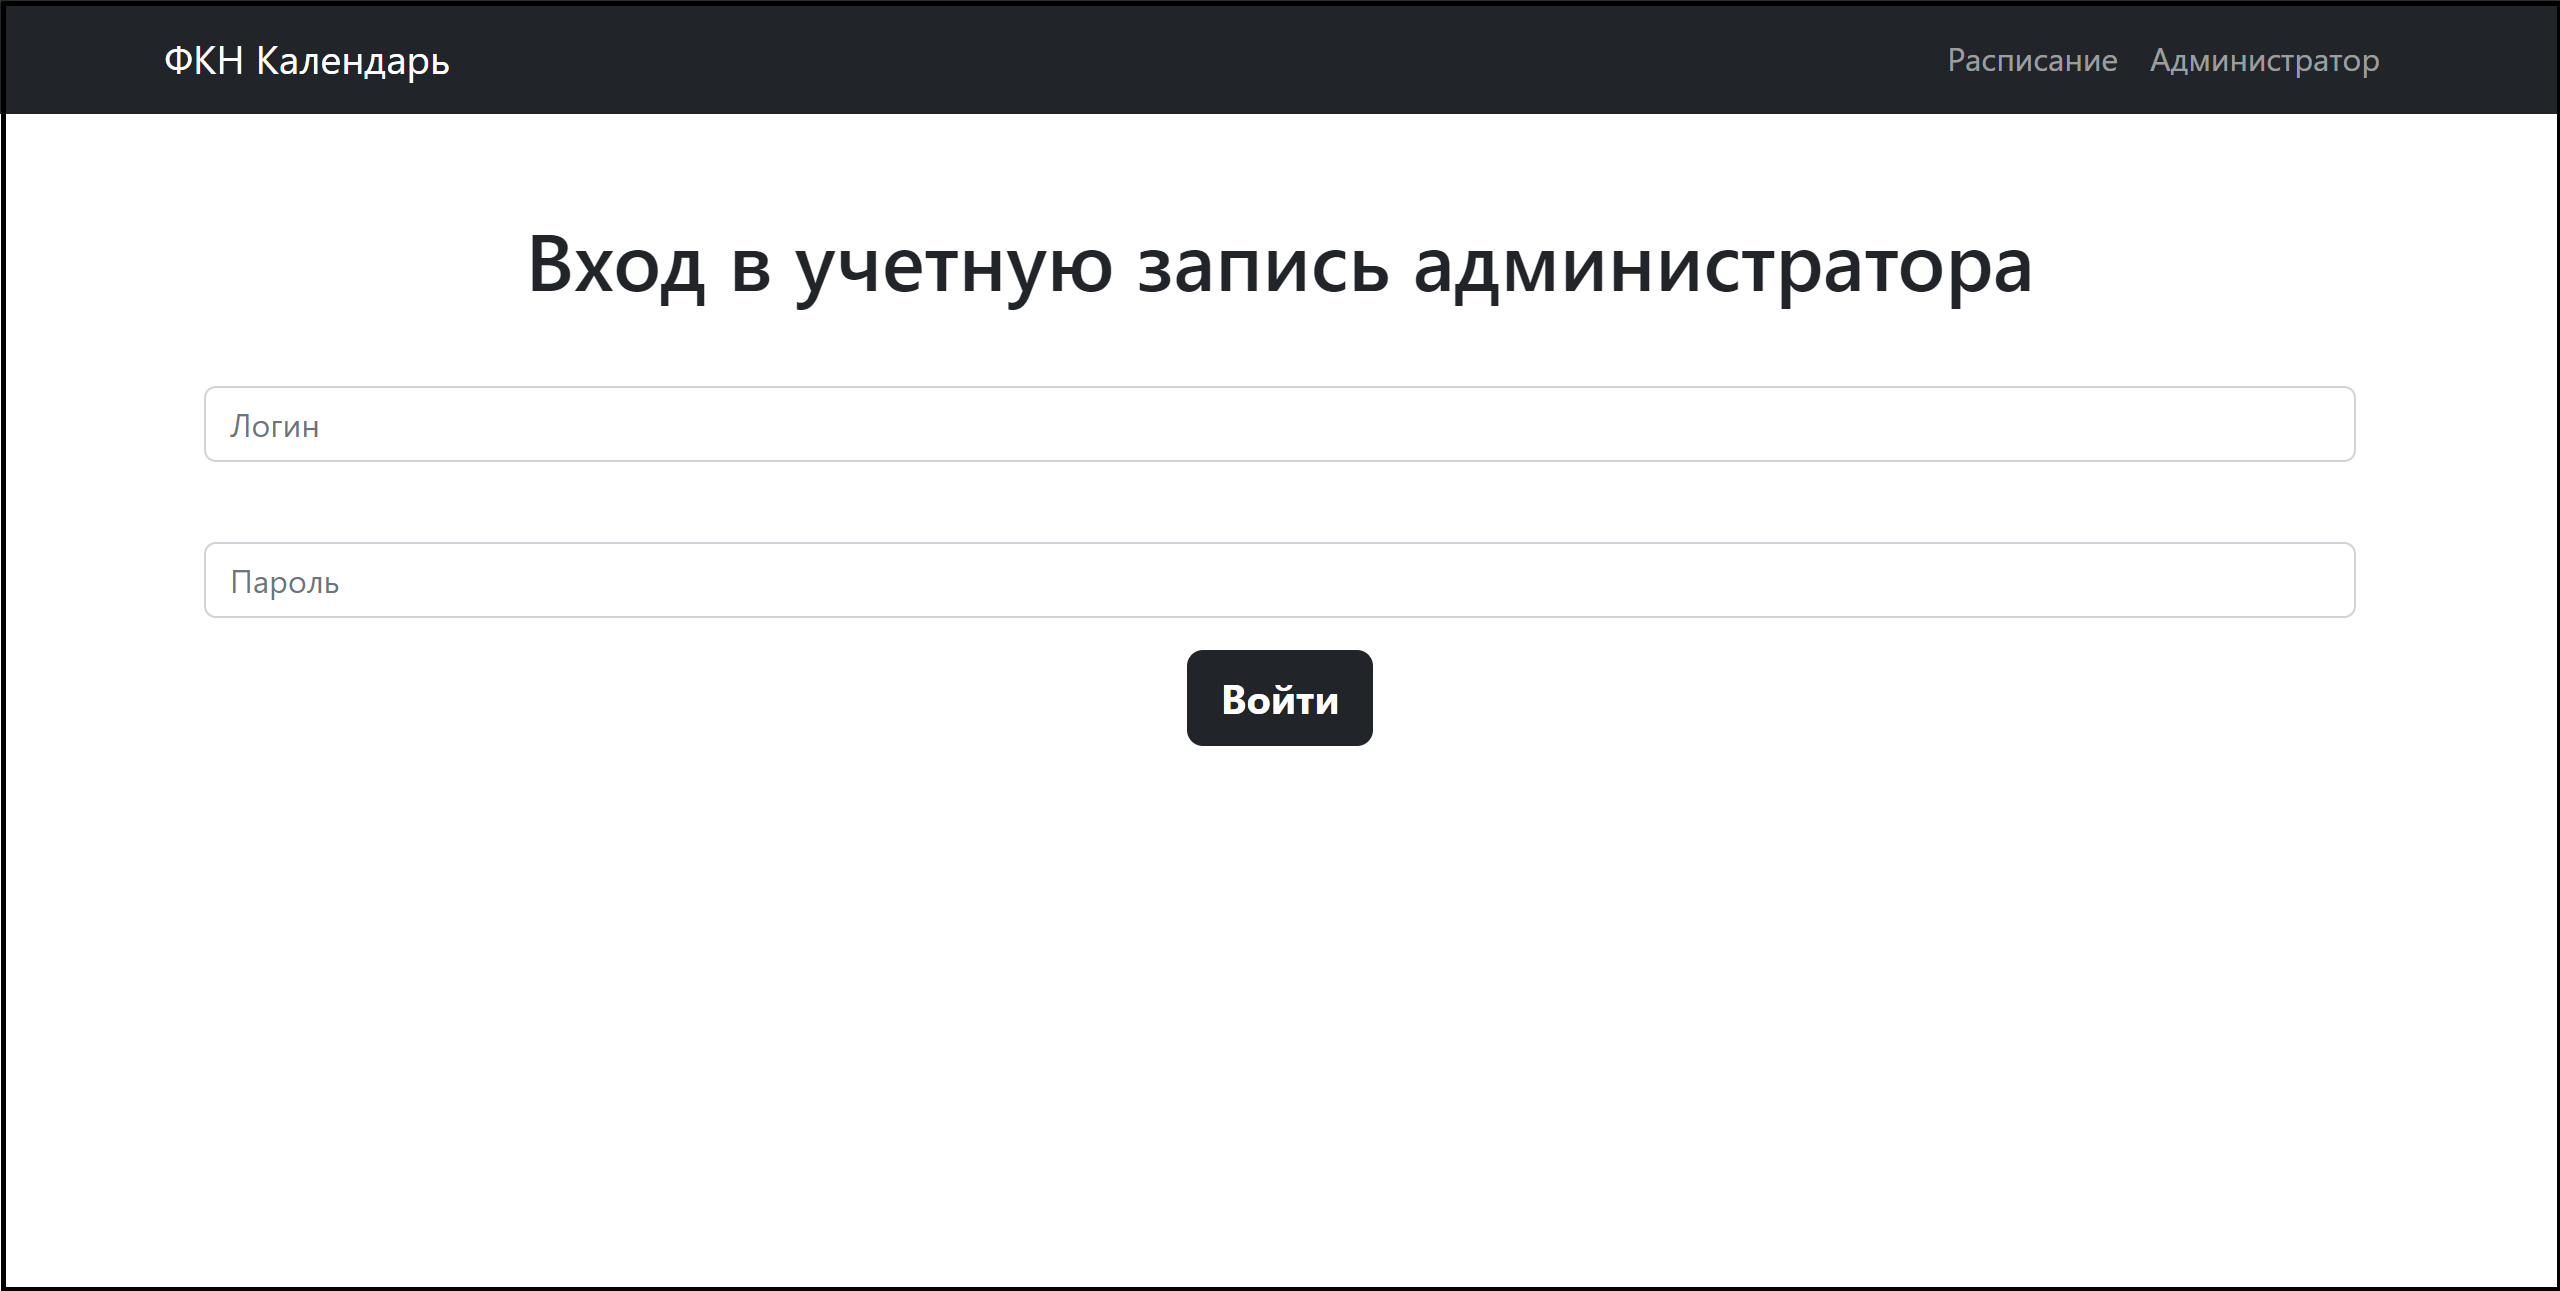 ФКН Календарь
Расписание Администратор
Вход в учетную запись администратора
Логин
Пароль
Войти